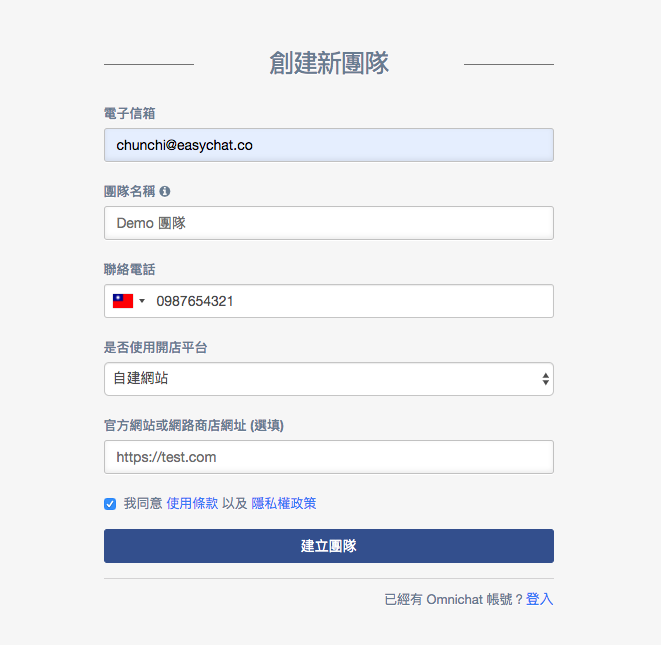 創建新團隊
電子信箱
chunchi@easychat.co
團隊名稱
Demo 團隊
聯絡電話
0987654321
是否使用開店平台
自建網站
官方網站或網路商店網址 (選填)
https://test.com
我同意 使用條款 以及 隱私權政策
建立團隊
已經有 Omnichat 帳號？登入